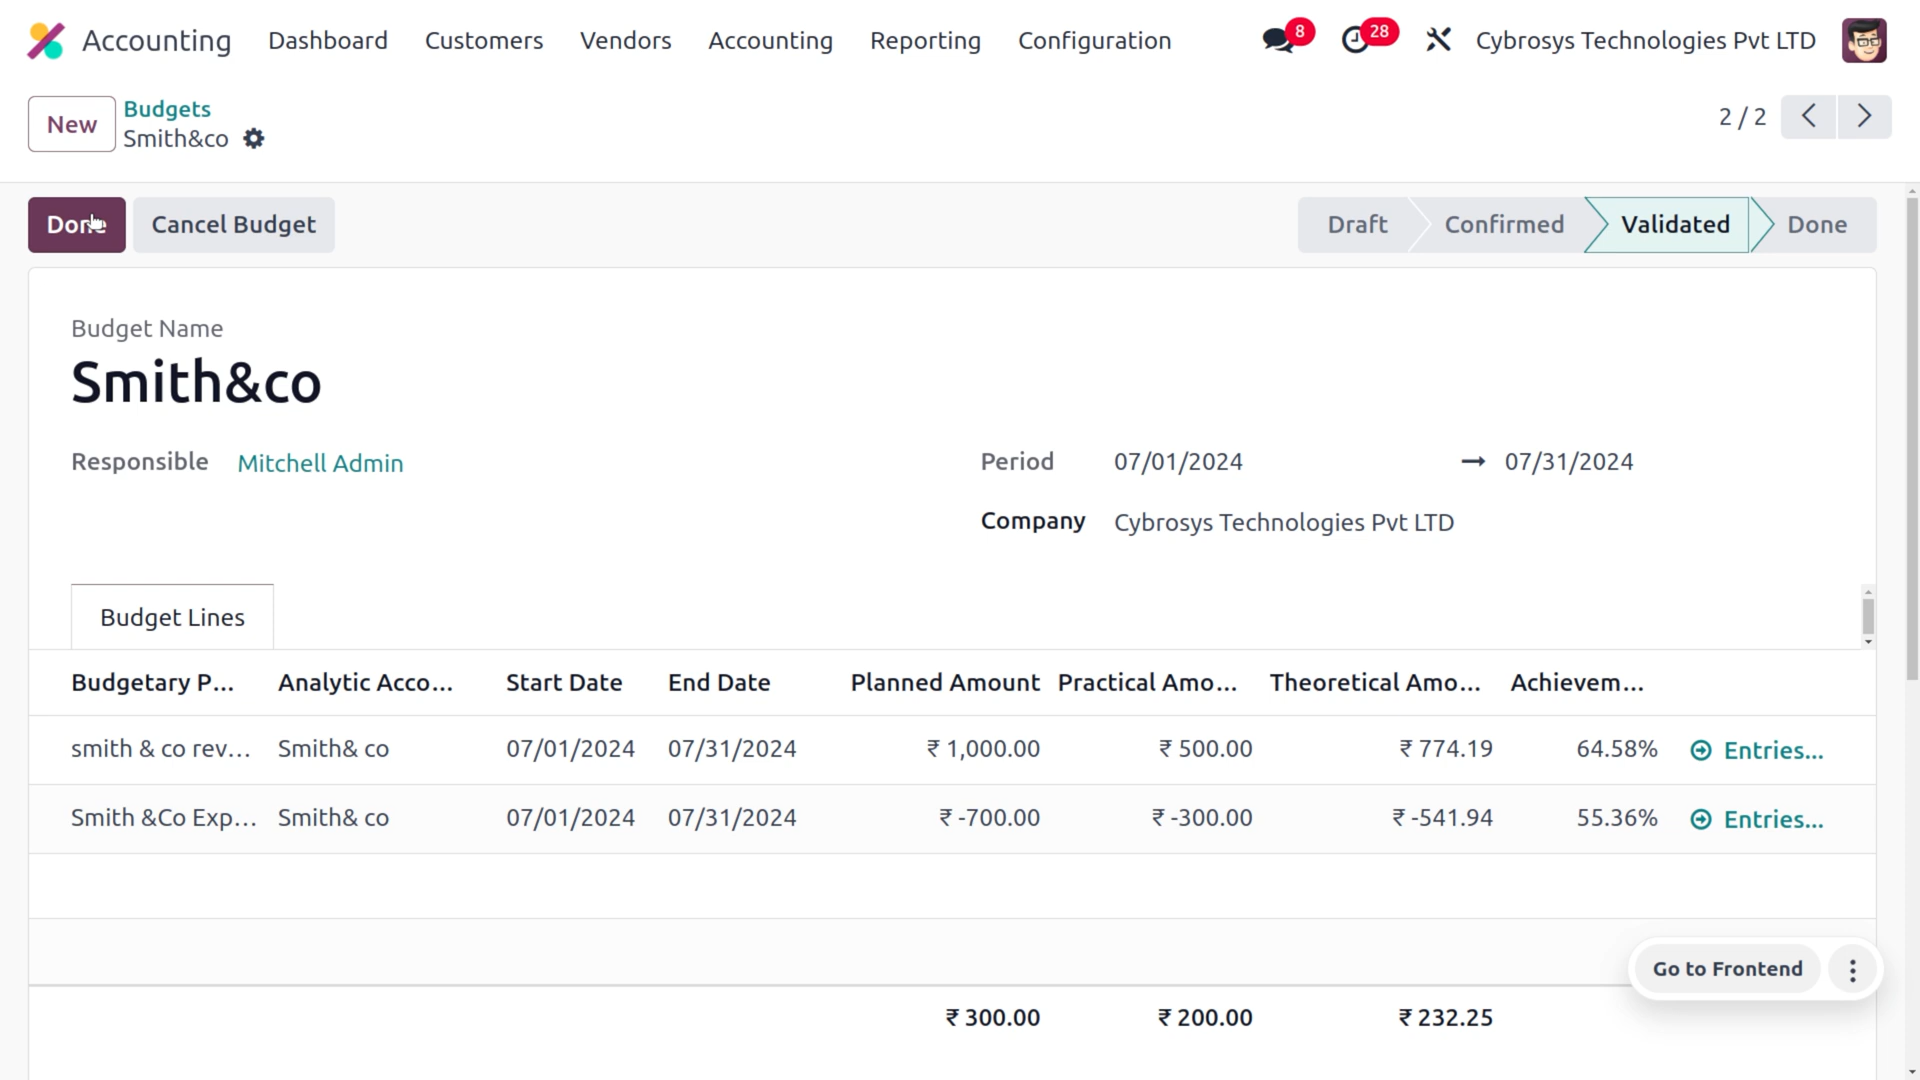 Accounting Dashboard Customers Vendors Accounting Reporting Configuration 8 28 Cybrosys Technologies Pvt LTD
New
Budgets
Smith&co
2 / 2
Done Cancel Budget Draft Confirmed Validated Done
Budget Name
Smith&co
Responsible Mitchell Admin Period 07/01/2024 → 07/31/2024
Company Cybrosys Technologies Pvt LTD
Budget Lines
Budgetary P... Analytic Acco... Start Date End Date Planned Amount Practical Amo... Theoretical Amo... Achievem...
smith & co rev... Smith& co 07/01/2024 07/31/2024 ₹ 1,000.00 ₹ 500.00 ₹ 774.19 64.58% Entries...
Smith &Co Exp... Smith& co 07/01/2024 07/31/2024 ₹ -700.00 ₹ -300.00 ₹ -541.94 55.36% Entries...
Go to Frontend
₹ 300.00 ₹ 200.00 ₹ 232.25